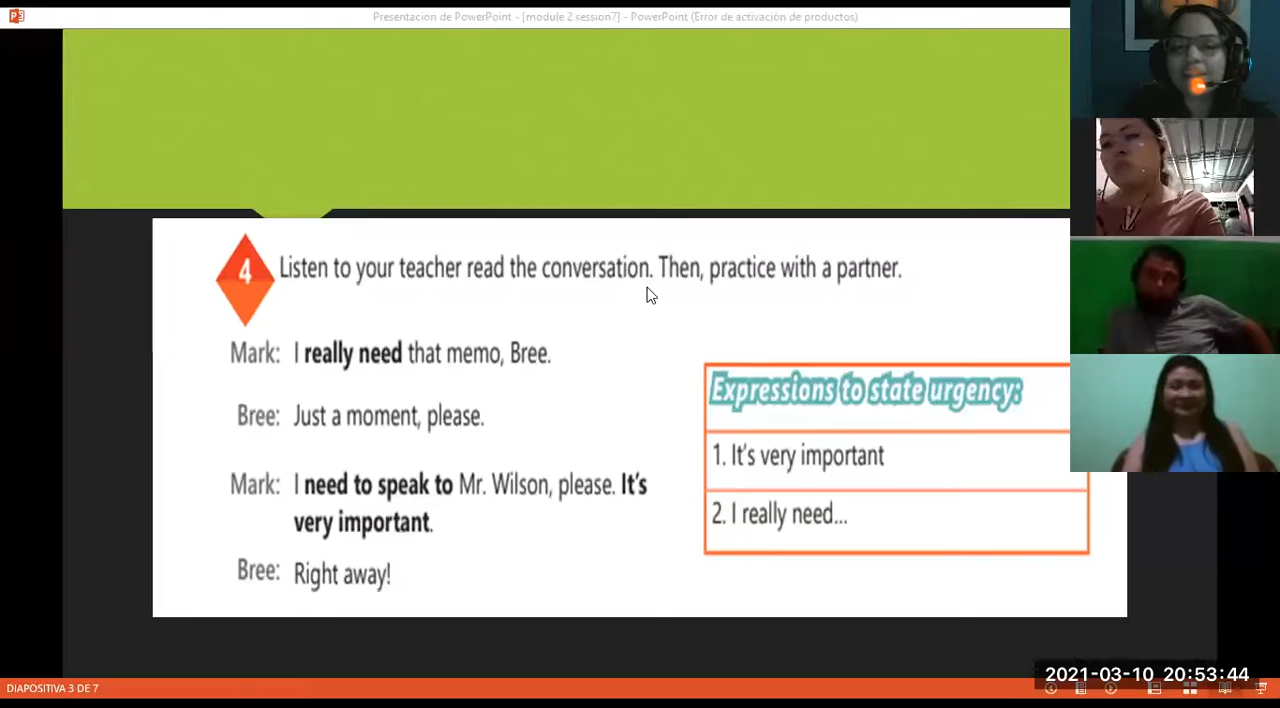 Presentación de PowerPoint - [module 2 session7] - PowerPoint (Error de activación de productos)
4
Listen to your teacher read the conversation. Then, practice with a partner.
Mark: I really need that memo, Bree.
Bree: Just a moment, please.
Mark: I need to speak to Mr. Wilson, please. It's
very important.
Bree: Right away!
Expressions to state urgency:
1. It's very important
2. I really need...
2021-03-10 20:53:44
DIAPOSITIVA 3 DE 7